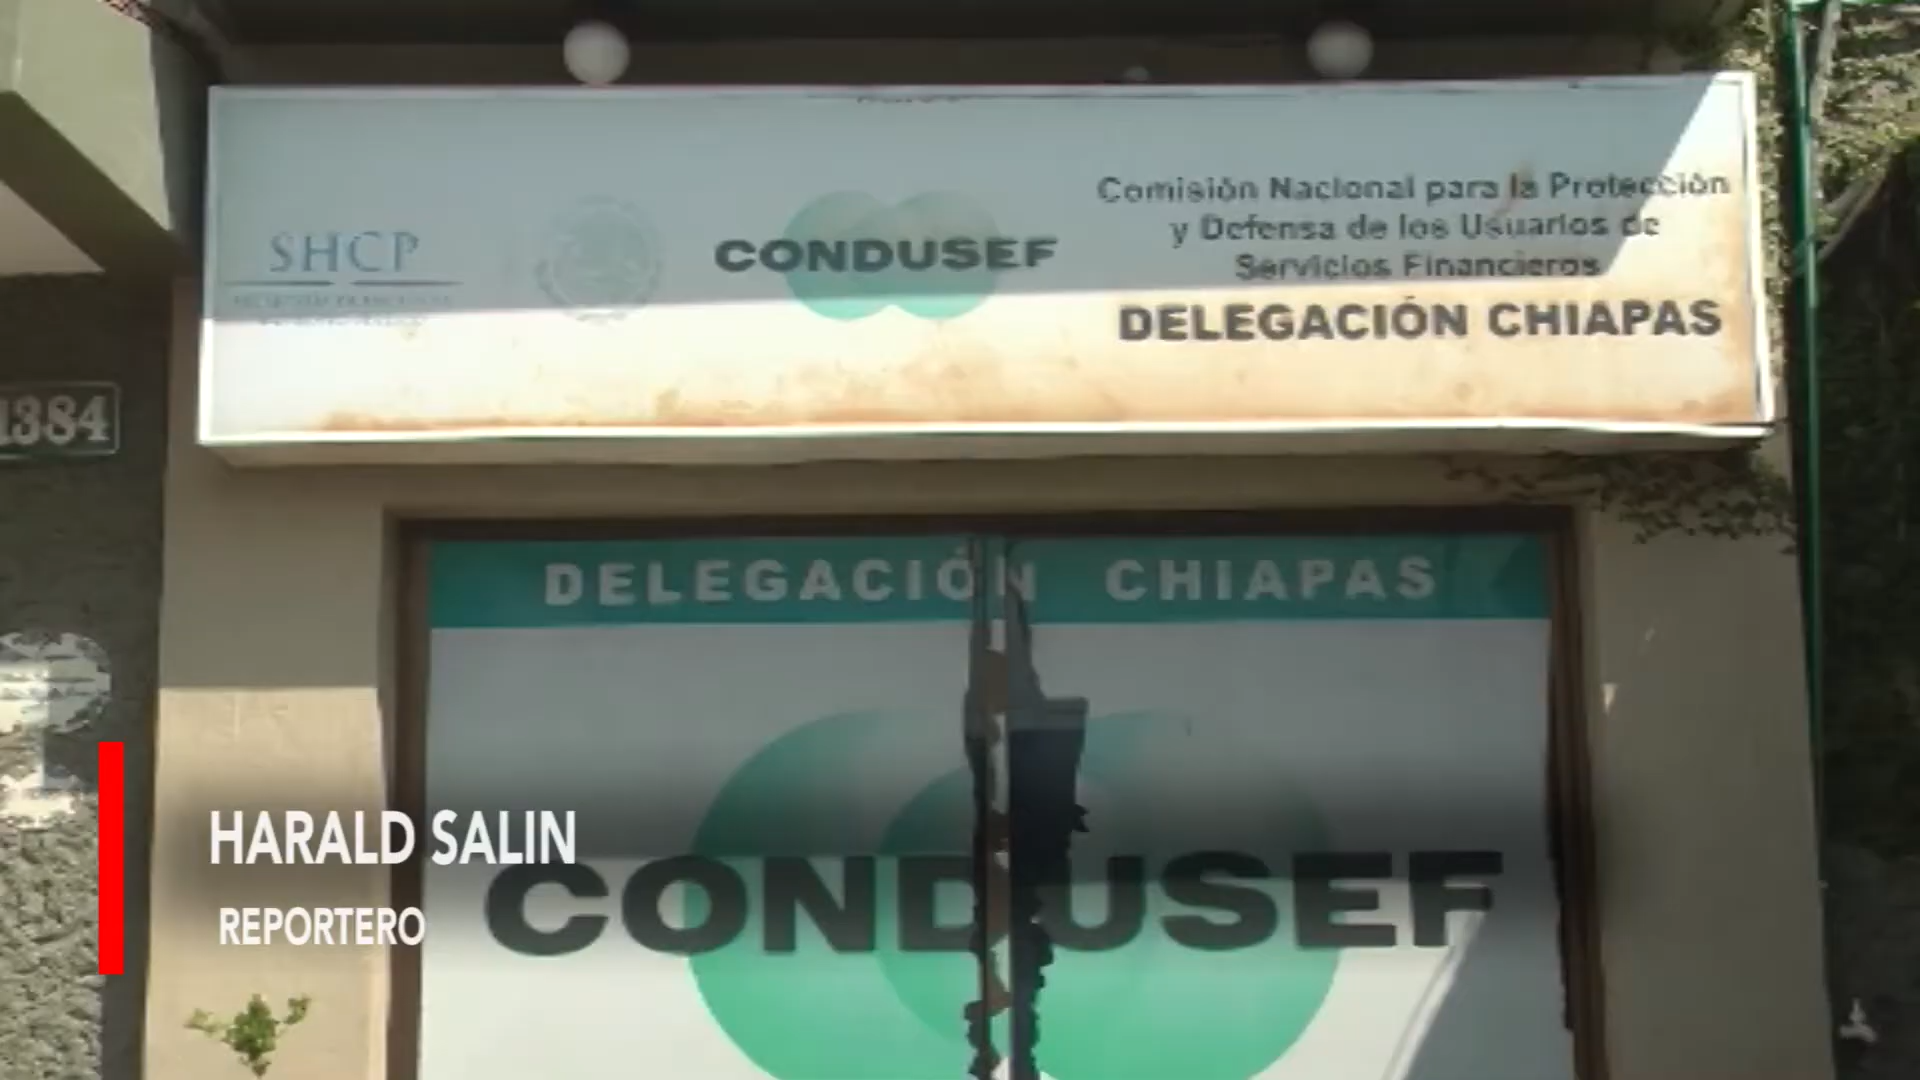 SHCP
CONDUSEF
Comisión Nacional para la Protección
y Defensa de los Usuarios de
Servicios Financieros
DELEGACIÓN CHIAPAS
1384
DELEGACIÓN CHIAPAS
CONDUSEF
HARALD SALIN
REPORTERO